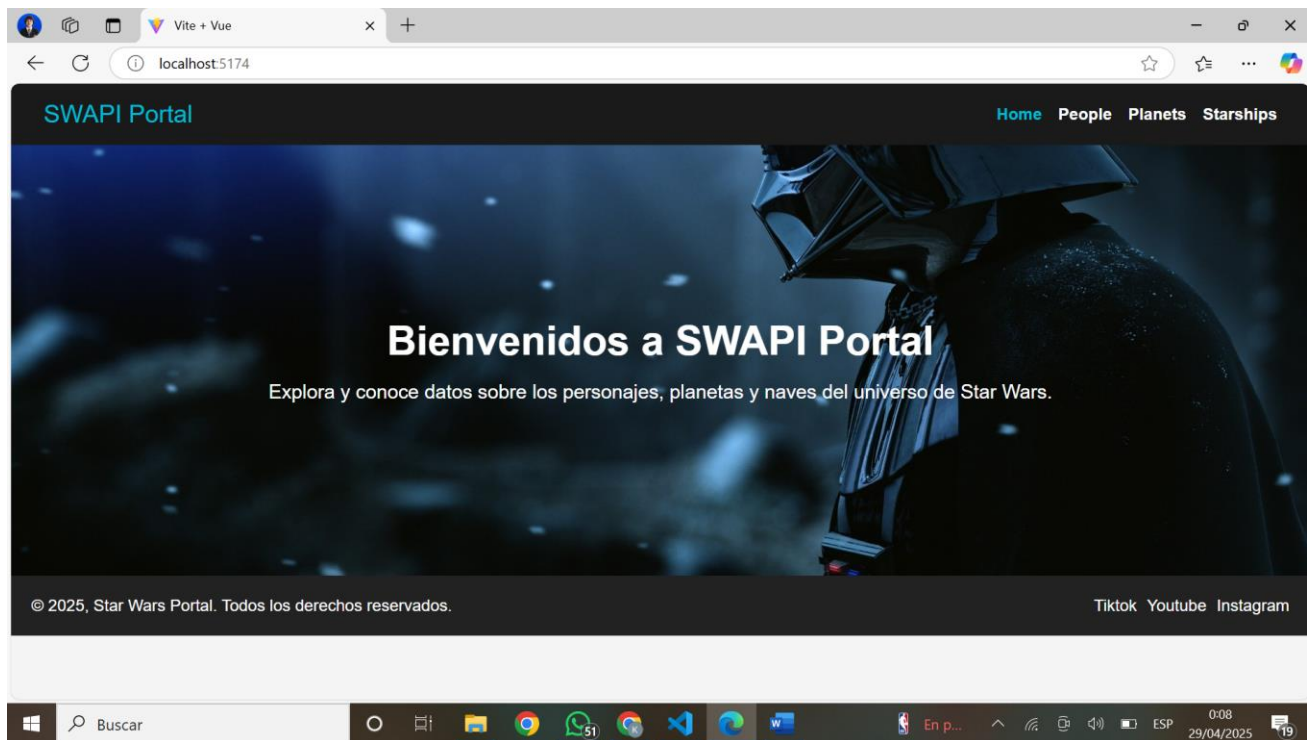 Vite + Vue
localhost:5174
SWAPI Portal
Home People Planets Starships
Bienvenidos a SWAPI Portal
Explora y conoce datos sobre los personajes, planetas y naves del universo de Star Wars.
© 2025, Star Wars Portal. Todos los derechos reservados.
Tiktok Youtube Instagram
Buscar
51
En p...
ESP
0:08
29/04/2025
19